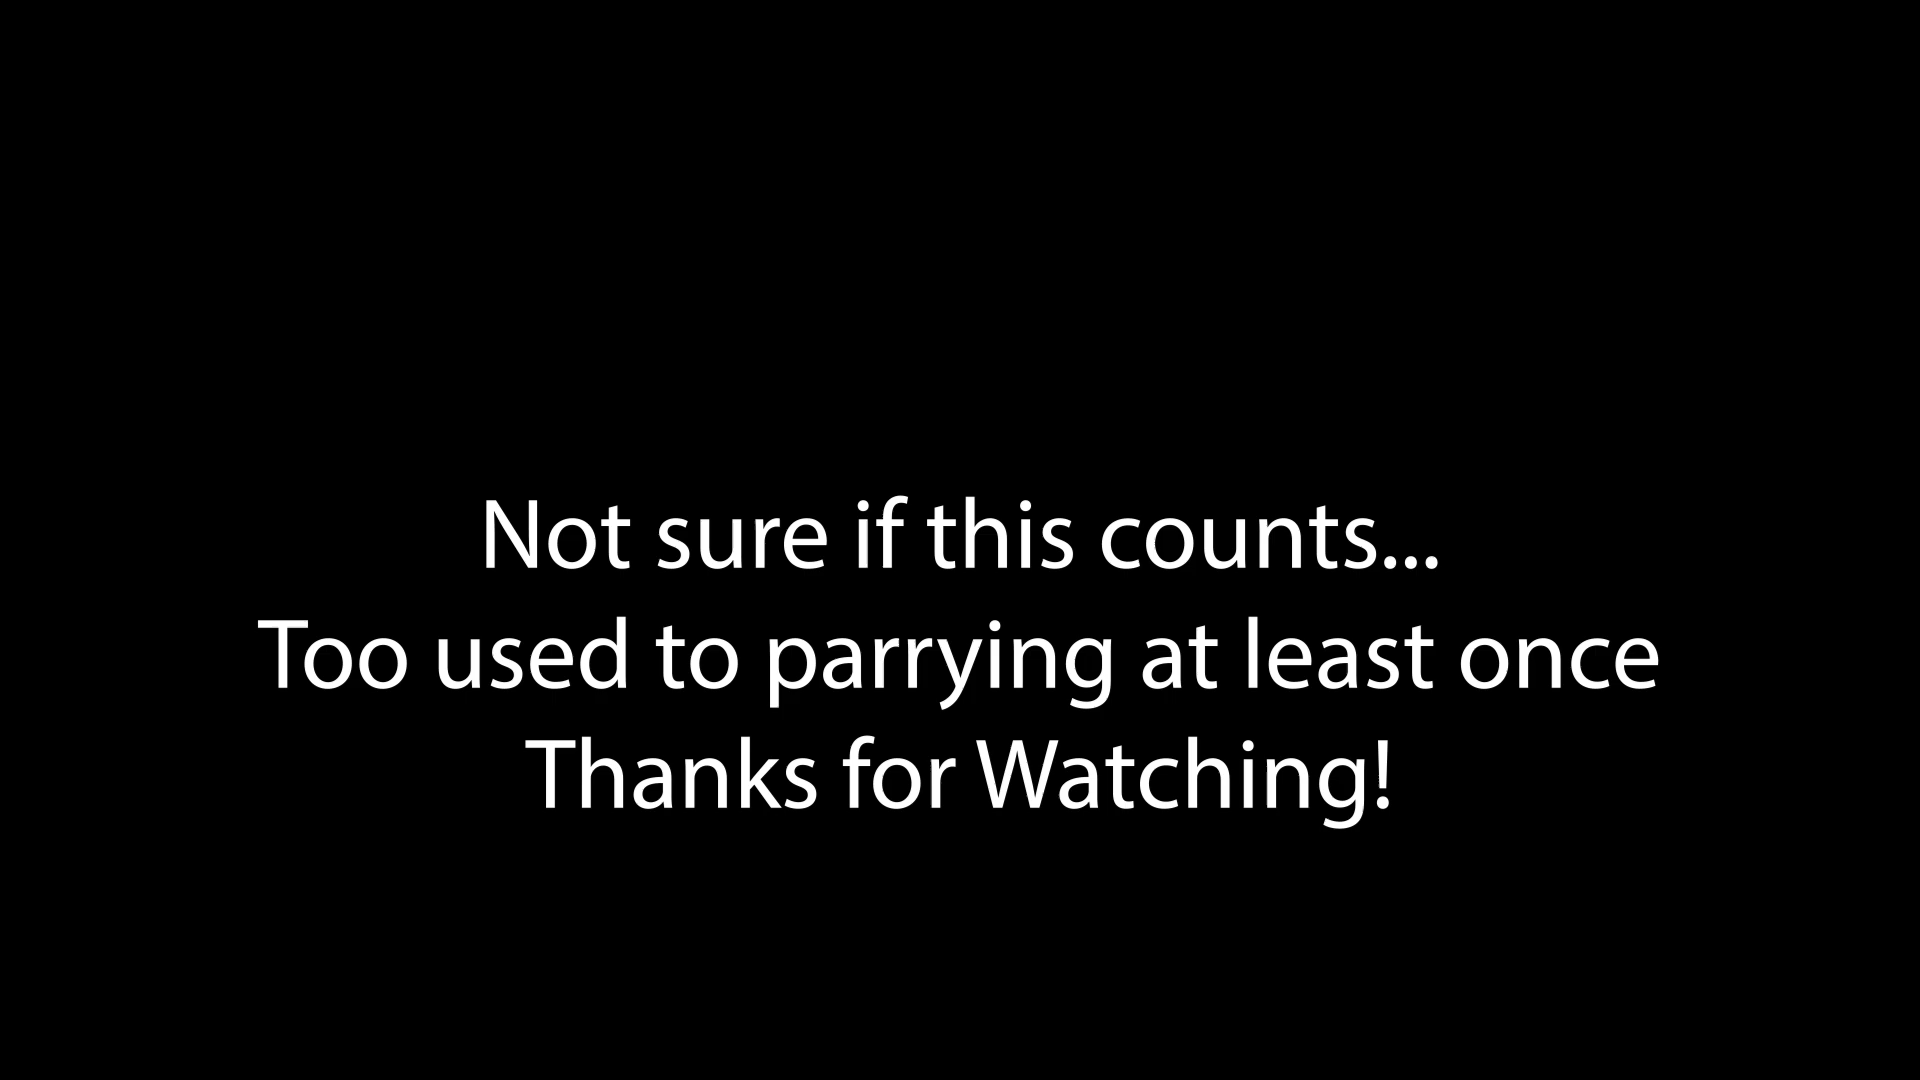 Not sure if this counts...
Too used to parrying at least once
Thanks for Watching!